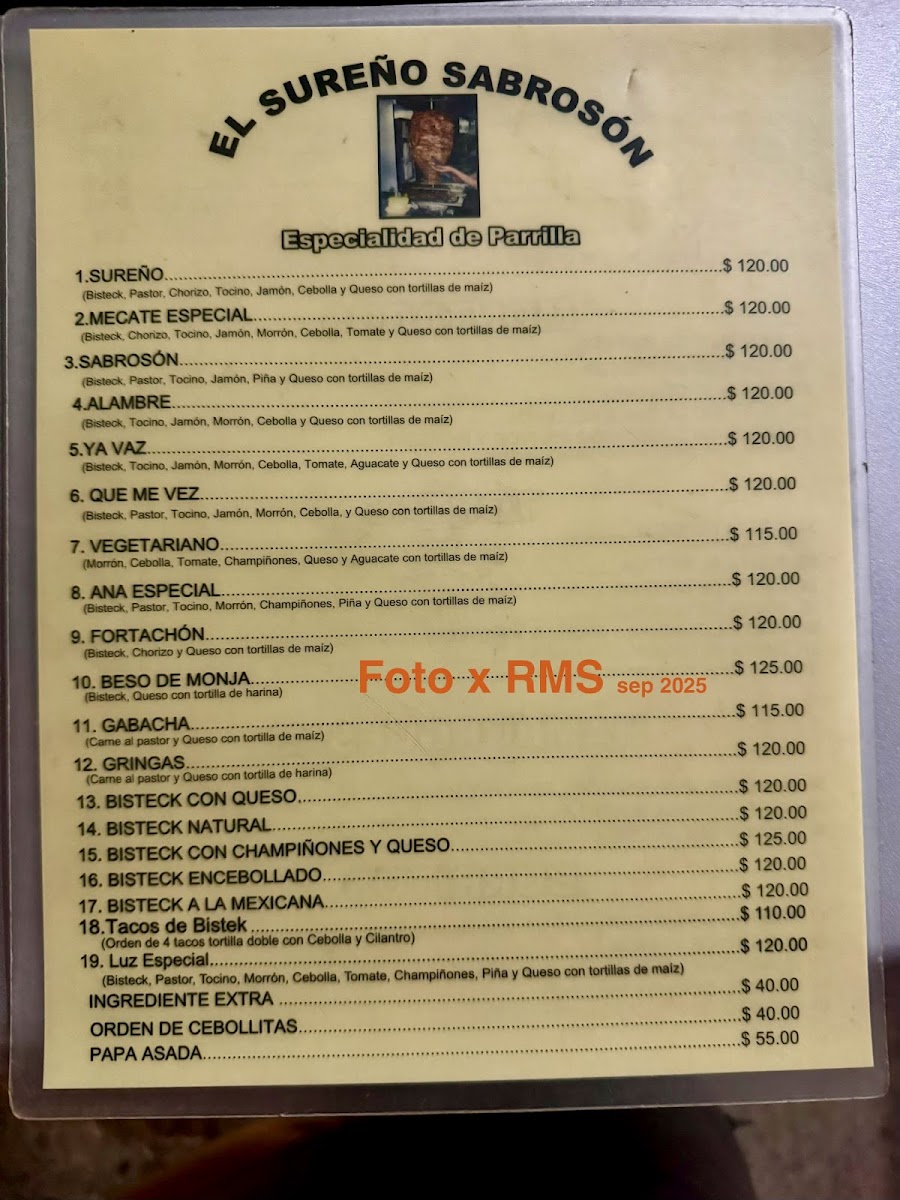 EL SUREÑO SABROSÓN
Especialidad de Parrilla
1.SUREÑO....$ 120.00
(Bisteck, Pastor, Chorizo, Tocino, Jamón, Cebolla y Queso con tortillas de maíz)
2.MECATE ESPECIAL....$ 120.00
(Bisteck, Chorizo, Tocino, Jamón, Morrón, Cebolla, Tomate y Queso con tortillas de maíz)
3.SABROSÓN....$ 120.00
(Bisteck, Pastor, Tocino, Jamón, Piña y Queso con tortillas de maíz)
4.ALAMBRE....$ 120.00
(Bisteck, Tocino, Jamón, Morrón, Cebolla y Queso con tortillas de maíz)
5.YA VAZ....$ 120.00
(Bisteck, Tocino, Jamón, Morrón, Cebolla, Tomate, Aguacate y Queso con tortillas de maíz)
6. QUE ME VEZ....$ 120.00
(Bisteck, Pastor, Tocino, Jamón, Morrón, Cebolla, y Queso con tortillas de maíz)
7. VEGETARIANO....$ 115.00
(Morrón, Cebolla, Tomate, Champiñones, Queso y Aguacate con tortillas de maíz)
8. ANA ESPECIAL....$ 120.00
(Bisteck, Pastor, Tocino, Morrón, Champiñones, Piña y Queso con tortillas de maíz)
9. FORTACHÓN....$ 120.00
(Bisteck, Chorizo y Queso con tortillas de maíz)
10. BESO DE MONJA....$ 125.00
(Bisteck, Queso con tortilla de harina)
Foto x RMS sep 2025
11. GABACHA....$ 115.00
(Carne al pastor y Queso con tortilla de maíz)
12. GRINGAS....$ 120.00
(Carne al pastor y Queso con tortilla de harina)
13. BISTECK CON QUESO....$ 120.00
14. BISTECK NATURAL....$ 120.00
15. BISTECK CON CHAMPIÑONES Y QUESO....$ 125.00
16. BISTECK ENCEBOLLADO....$ 120.00
17. BISTECK A LA MEXICANA....$ 120.00
18.Tacos de Bistek ....$ 110.00
(Orden de 4 tacos tortilla doble con Cebolla y Cilantro)
19. Luz Especial....$ 120.00
(Bisteck, Pastor, Tocino, Morrón, Cebolla, Tomate, Champiñones, Piña y Queso con tortillas de maíz)
INGREDIENTE EXTRA ....$ 40.00
ORDEN DE CEBOLLITAS....$ 40.00
PAPA ASADA....$ 55.00